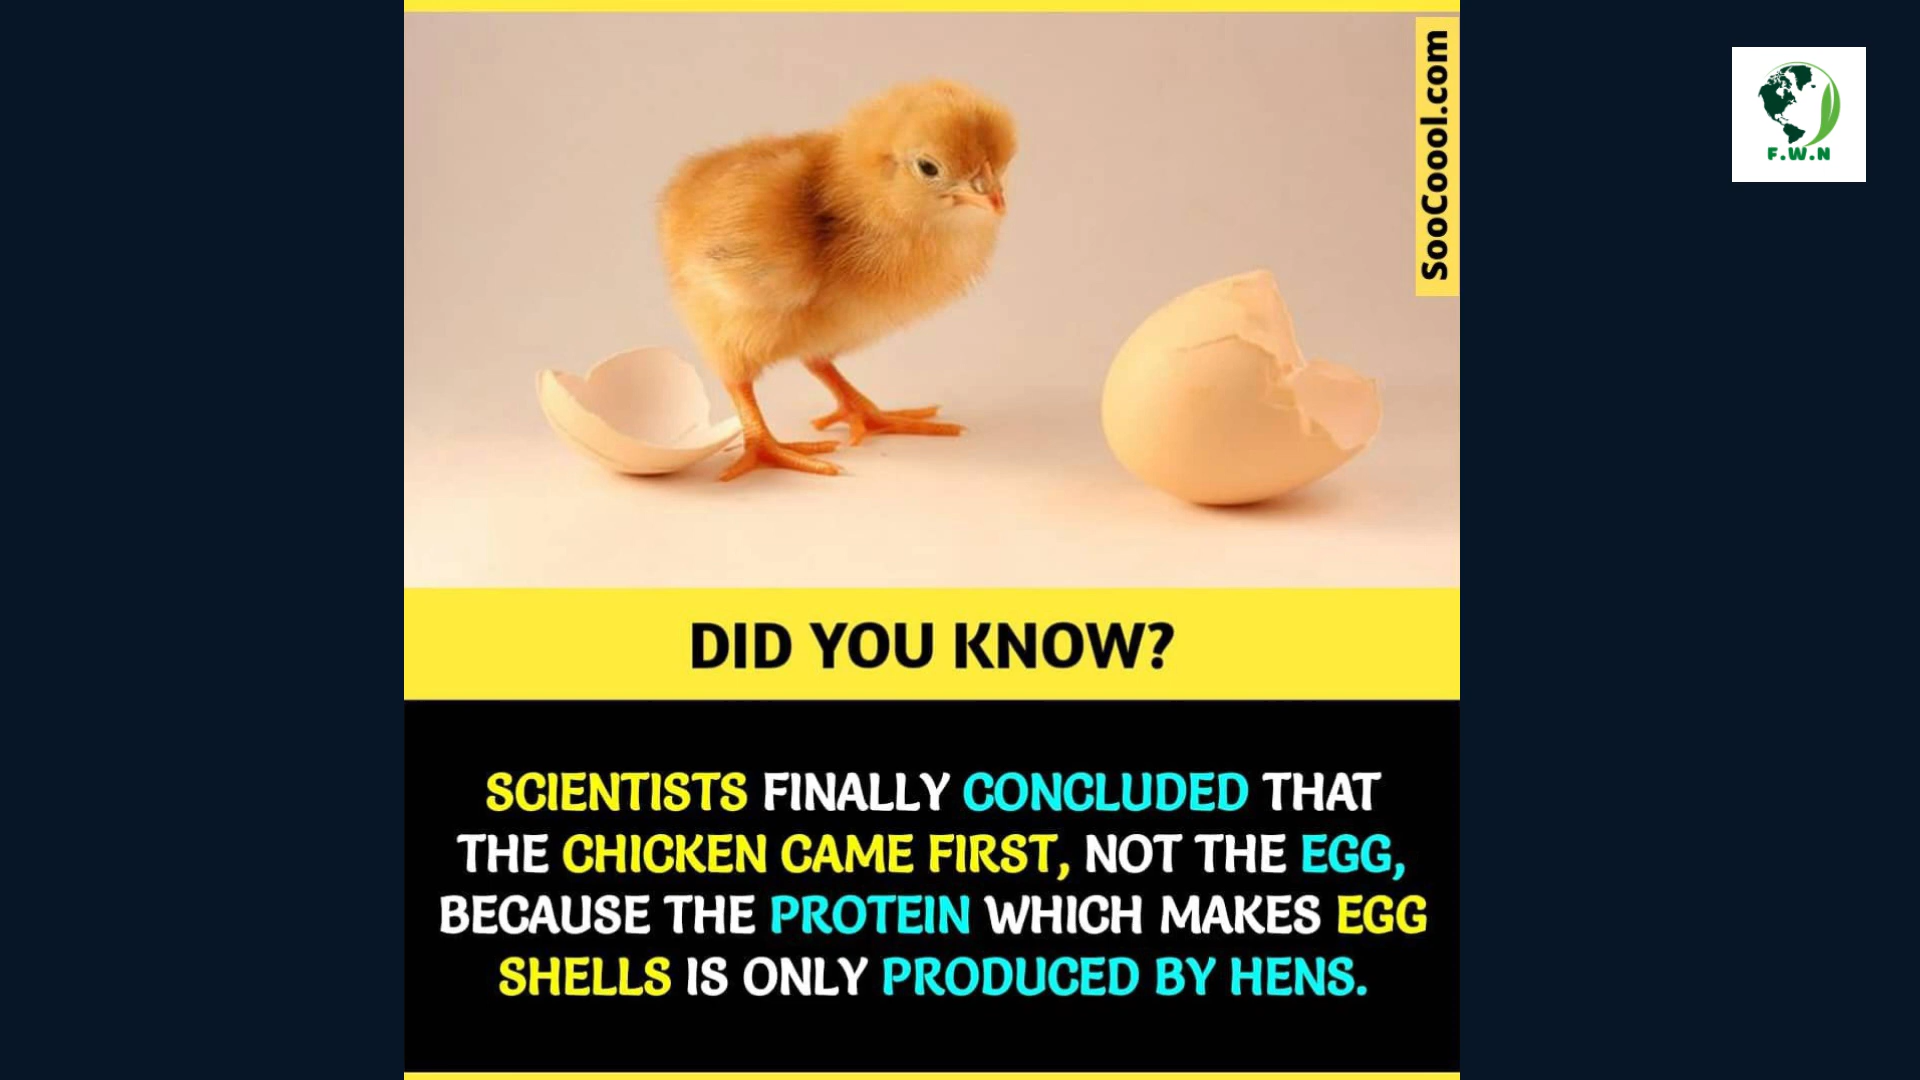 SooCoool.com
F.W.N
DID YOU KNOW?
SCIENTISTS FINALLY CONCLUDED THAT
THE CHICKEN CAME FIRST, NOT THE EGG,
BECAUSE THE PROTEIN WHICH MAKES EGG
SHELLS IS ONLY PRODUCED BY HENS.